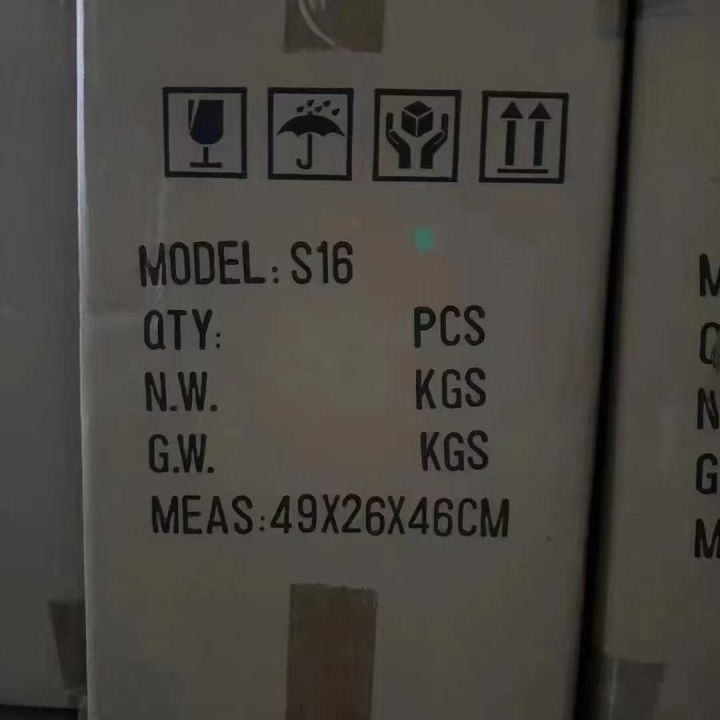 MODEL: S16
QTY: PCS
N.W. KGS
G.W. KGS
MEAS:49X26X46CM
M
Q
N
G
M